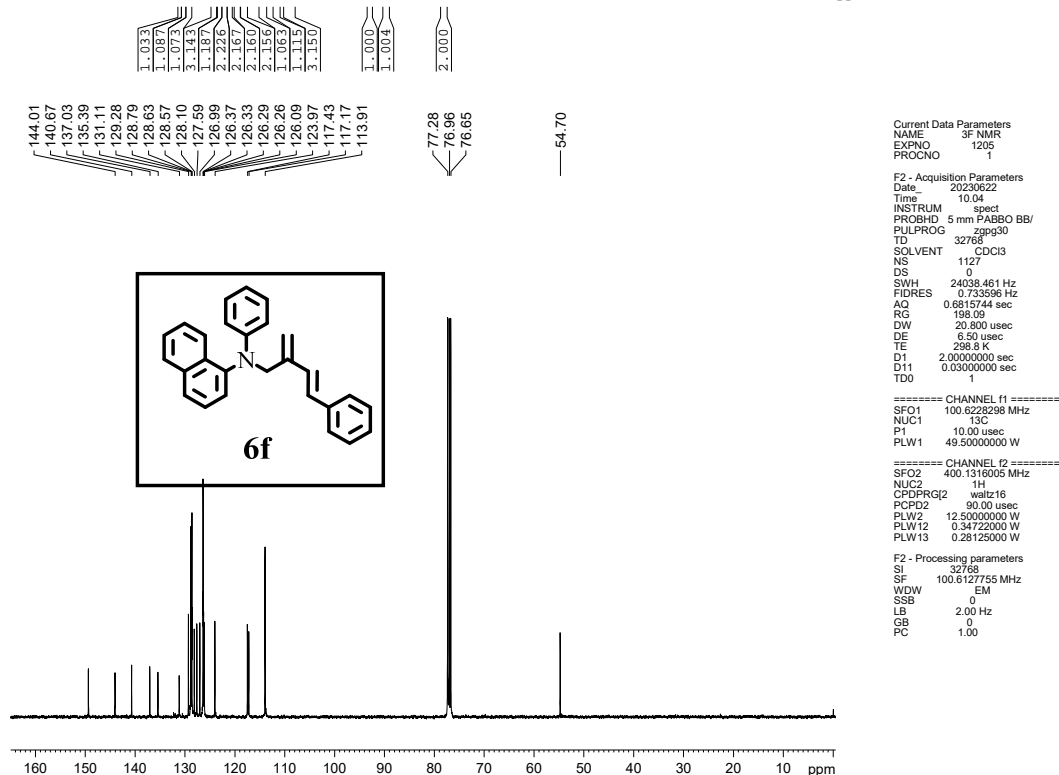 1.033
1.087
1.073
3.143
1.187
2.226
2.167
2.160
2.156
1.063
1.115
3.150
1.000
1.004
2.000
144.01
140.67
137.03
135.39
131.11
129.28
128.79
128.63
128.57
128.10
127.59
126.99
126.37
126.33
126.29
126.26
126.09
123.97
117.43
117.17
113.91
77.28
76.96
76.65
54.70
N
6f
160 150 140 130 120 110 100 90 80 70 60 50 40 30 20 10 ppm
Current Data Parameters
NAME 3F NMR
EXPNO 1205
PROCNO 1
F2 - Acquisition Parameters
Date_ 20230622
Time 10.04
INSTRUM spect
PROBHD 5 mm PABBO BB/
PULPROG zgpg30
TD 32768
SOLVENT CDCl3
NS 1127
DS 0
SWH 24038.461 Hz
FIDRES 0.733596 Hz
AQ 0.6815744 sec
RG 198.09
DW 20.800 usec
DE 6.50 usec
TE 298.8 K
D1 2.00000000 sec
D11 0.03000000 sec
TD0 1
======== CHANNEL f1 ========
SFO1 100.6228298 MHz
NUC1 13C
P1 10.00 usec
PLW1 49.50000000 W
======== CHANNEL f2 ========
SFO2 400.1316005 MHz
NUC2 1H
CPDPRG[2 waltz16
PCPD2 90.00 usec
PLW2 12.50000000 W
PLW12 0.34722000 W
PLW13 0.28125000 W
F2 - Processing parameters
SI 32768
SF 100.6127755 MHz
WDW EM
SSB 0
LB 2.00 Hz
GB 0
PC 1.00